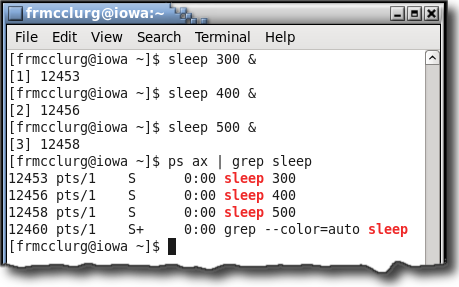 frmcclurg@iowa:~
File Edit View Search Terminal Help
[frmcclurg@iowa ~]$ sleep 300 &
[1] 12453
[frmcclurg@iowa ~]$ sleep 400 &
[2] 12456
[frmcclurg@iowa ~]$ sleep 500 &
[3] 12458
[frmcclurg@iowa ~]$ ps ax | grep sleep
12453 pts/1    S      0:00 sleep 300
12456 pts/1    S      0:00 sleep 400
12458 pts/1    S      0:00 sleep 500
12460 pts/1    S+     0:00 grep --color=auto sleep
[frmcclurg@iowa ~]$